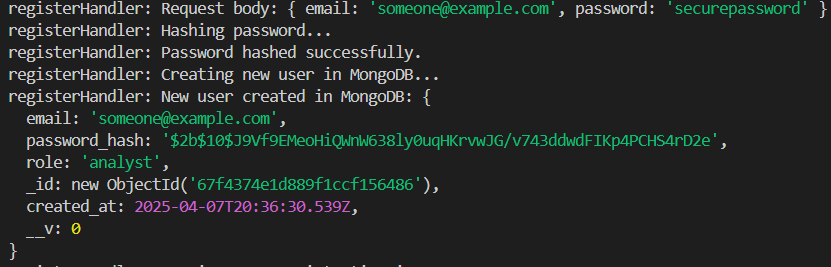 registerHandler: Request body: { email: 'someone@example.com', password: 'securepassword' }
registerHandler: Hashing password...
registerHandler: Password hashed successfully.
registerHandler: Creating new user in MongoDB...
registerHandler: New user created in MongoDB: {
  email: 'someone@example.com',
  password_hash: '$2b$10$J9Vf9EMeoHiQWnW638ly0uqHKrvwJG/v743ddwdFIKp4PCHS4rD2e',
  role: 'analyst',
  _id: new ObjectId('67f4374e1d889f1ccf156486'),
  created_at: 2025-04-07T20:36:30.539Z,
  __v: 0
}